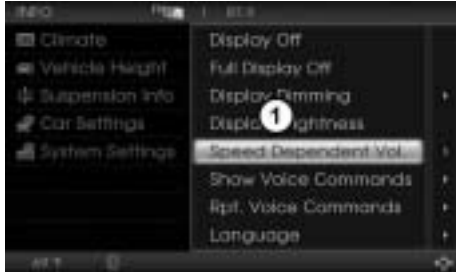 INFO
Climate
Vehicle Height
Suspension Info
Car Settings
System Settings
Display Off
Full Display Off
Display Dimming
1
Speed Dependent Vol.
Show Voice Commands
Rpt. Voice Commands
Language